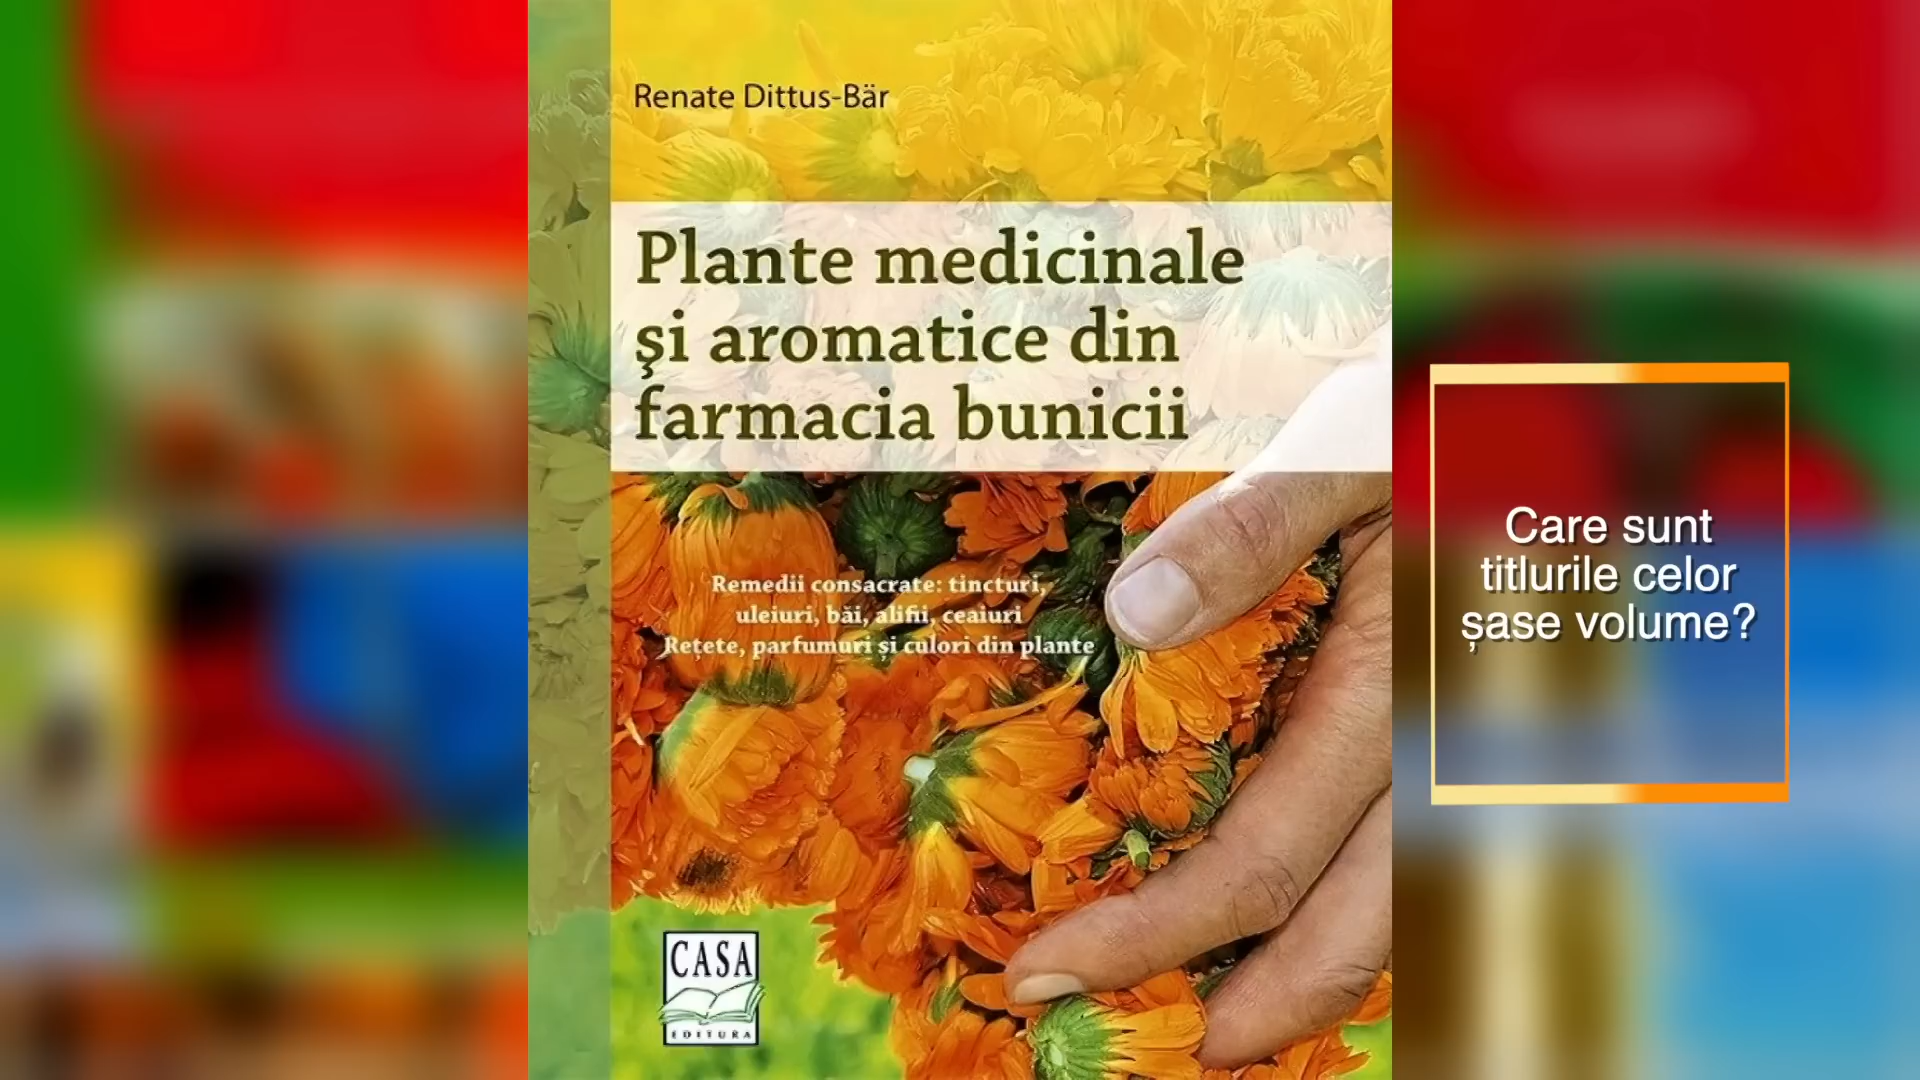 Renate Dittus-Bär
Plante medicinale
şi aromatice din
farmacia bunicii
Remedii consacrate: tincturi,
uleiuri, băi, alifii, ceaiuri
Rețete, parfumuri și culori din plante
CASA
EDITURA
Care sunt
titlurile celor
șase volume?